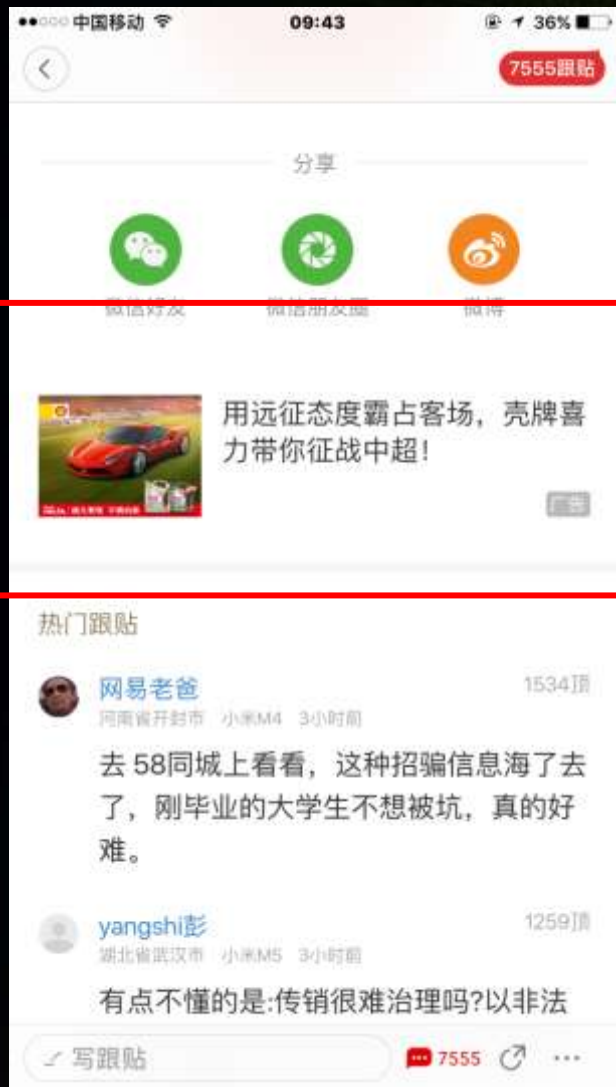 中国移动 09:43 36%
7555跟贴
分享
微信好友 微信朋友圈 微博
用远征态度霸占客场，壳牌喜
力带你征战中超！
广告
热门跟贴
网易老爸 1534顶
河南省开封市 小米M4 3小时前
去 58同城上看看，这种招骗信息海了去
了，刚毕业的大学生不想被坑，真的好
难。
yangshi彭 1259顶
湖北省武汉市 小米M5 3小时前
有点不懂的是:传销很难治理吗?以非法
写跟贴 7555